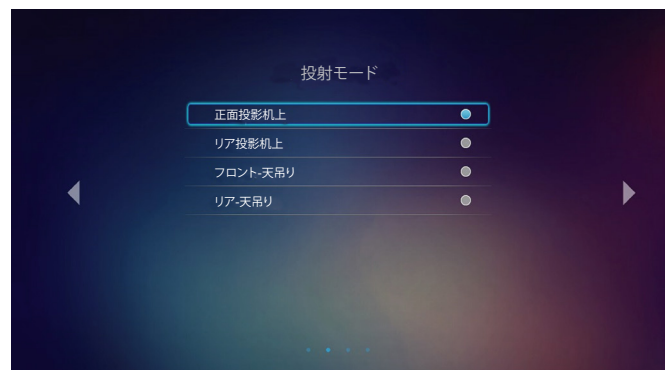 投射モード
正面投影机上
リア投影机上
フロント-天吊り
リア-天吊り